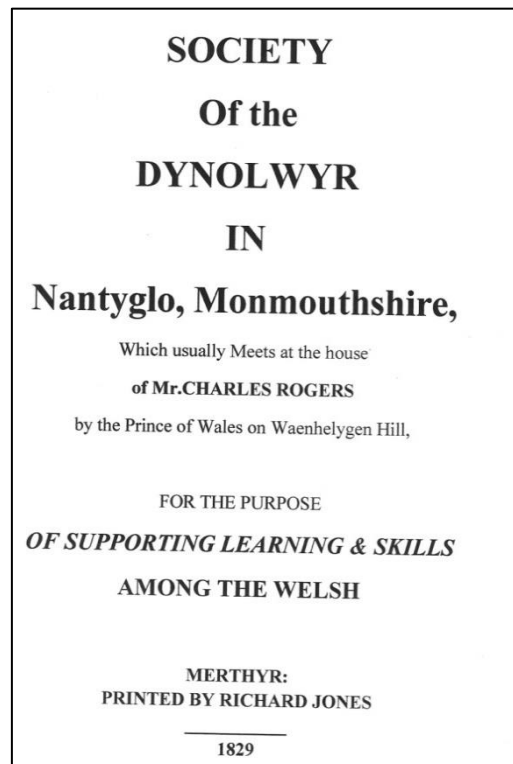 SOCIETY
Of the
DYNOLWYR
IN
Nantyglo, Monmouthshire,
Which usually Meets at the house
of Mr.CHARLES ROGERS
by the Prince of Wales on Waenhelygen Hill,
FOR THE PURPOSE
OF SUPPORTING LEARNING & SKILLS
AMONG THE WELSH
MERTHYR:
PRINTED BY RICHARD JONES
1829